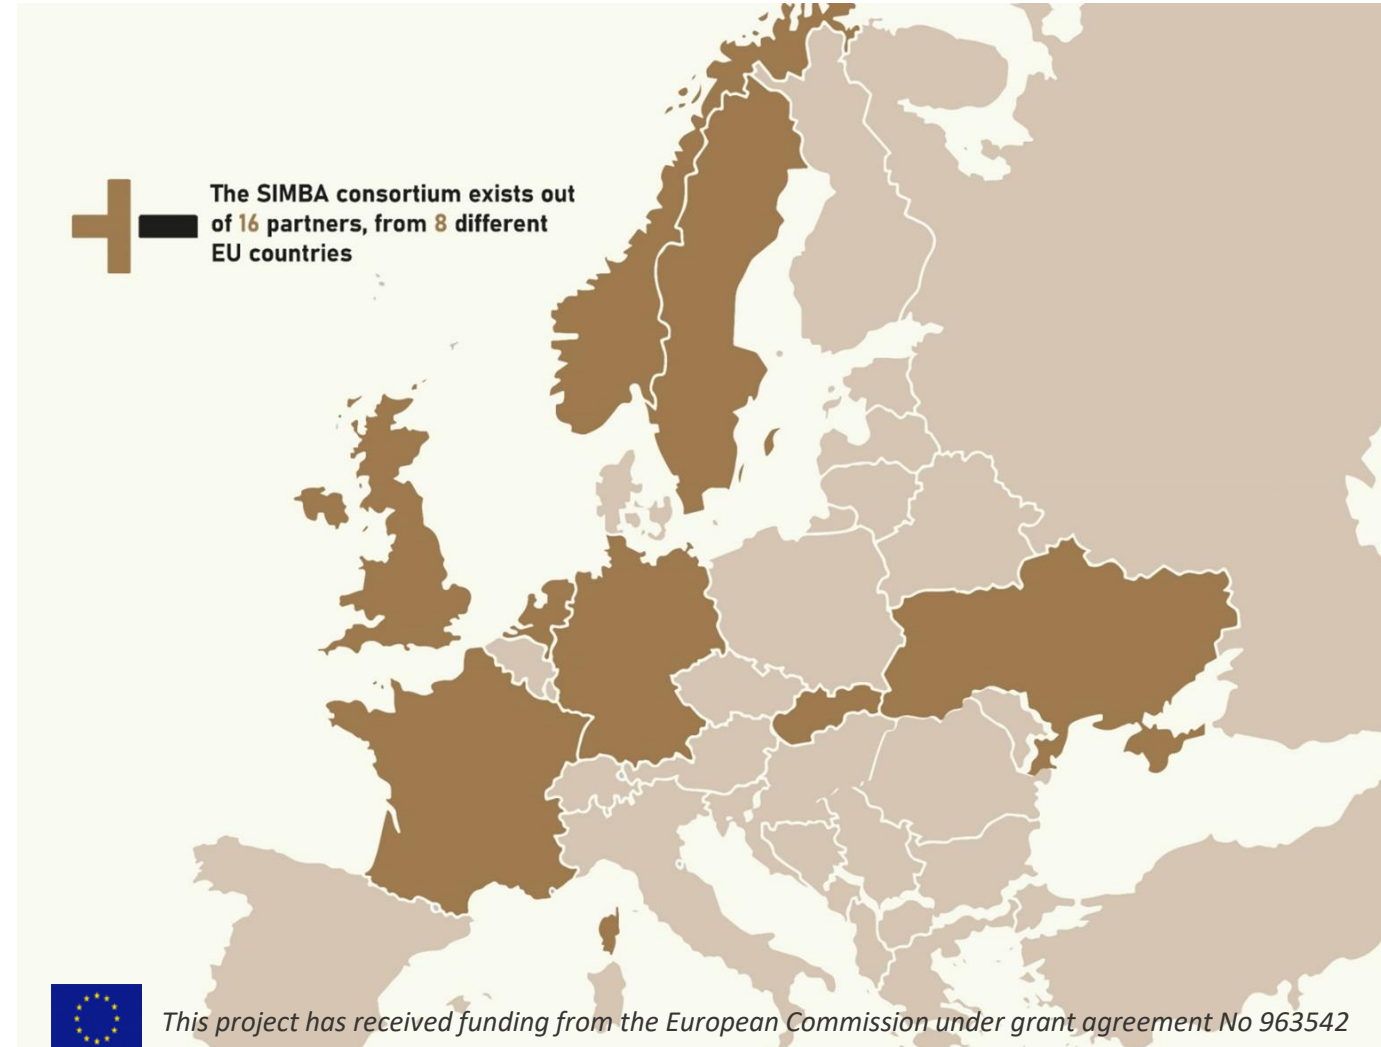 The SIMBA consortium exists out
of 16 partners, from 8 different
EU countries
This project has received funding from the European Commission under grant agreement No 963542